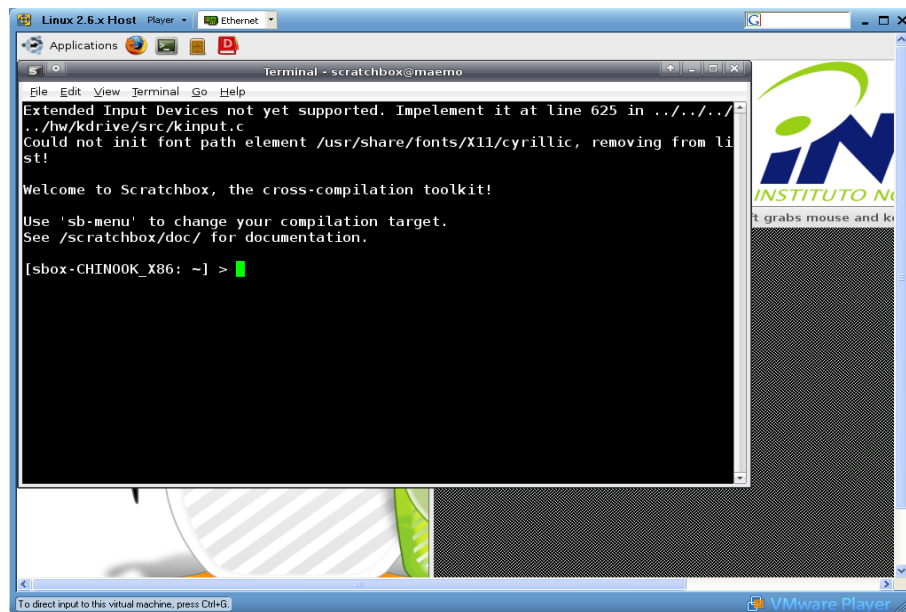 Linux 2.6.x Host Player Ethernet G
Applications D
Terminal - scratchbox@maemo
File Edit View Terminal Go Help
Extended Input Devices not yet supported. Impelement it at line 625 in ../../../
../hw/kdrive/src/kinput.c
Could not init font path element /usr/share/fonts/X11/cyrillic, removing from li
st!
Welcome to Scratchbox, the cross-compilation toolkit!
Use 'sb-menu' to change your compilation target.
See /scratchbox/doc/ for documentation.
[sbox-CHINOOK_X86: ~] >
INSTITUTO
ft grabs mouse and
To direct input to this virtual machine, press Ctrl+G.
VMware Player